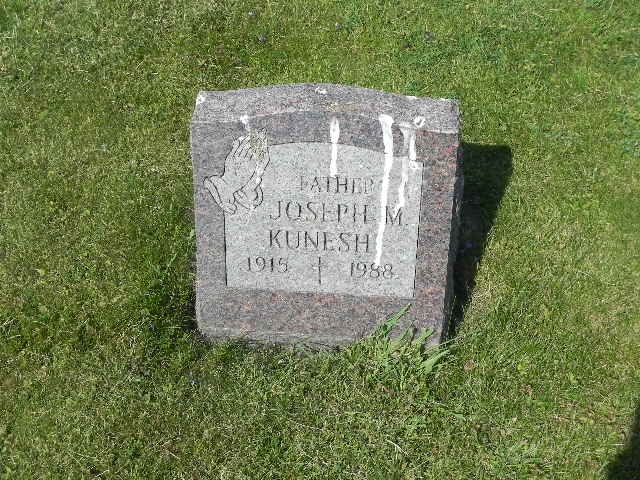 FATHER
JOSEPH M.
KUNESH
1915 1988